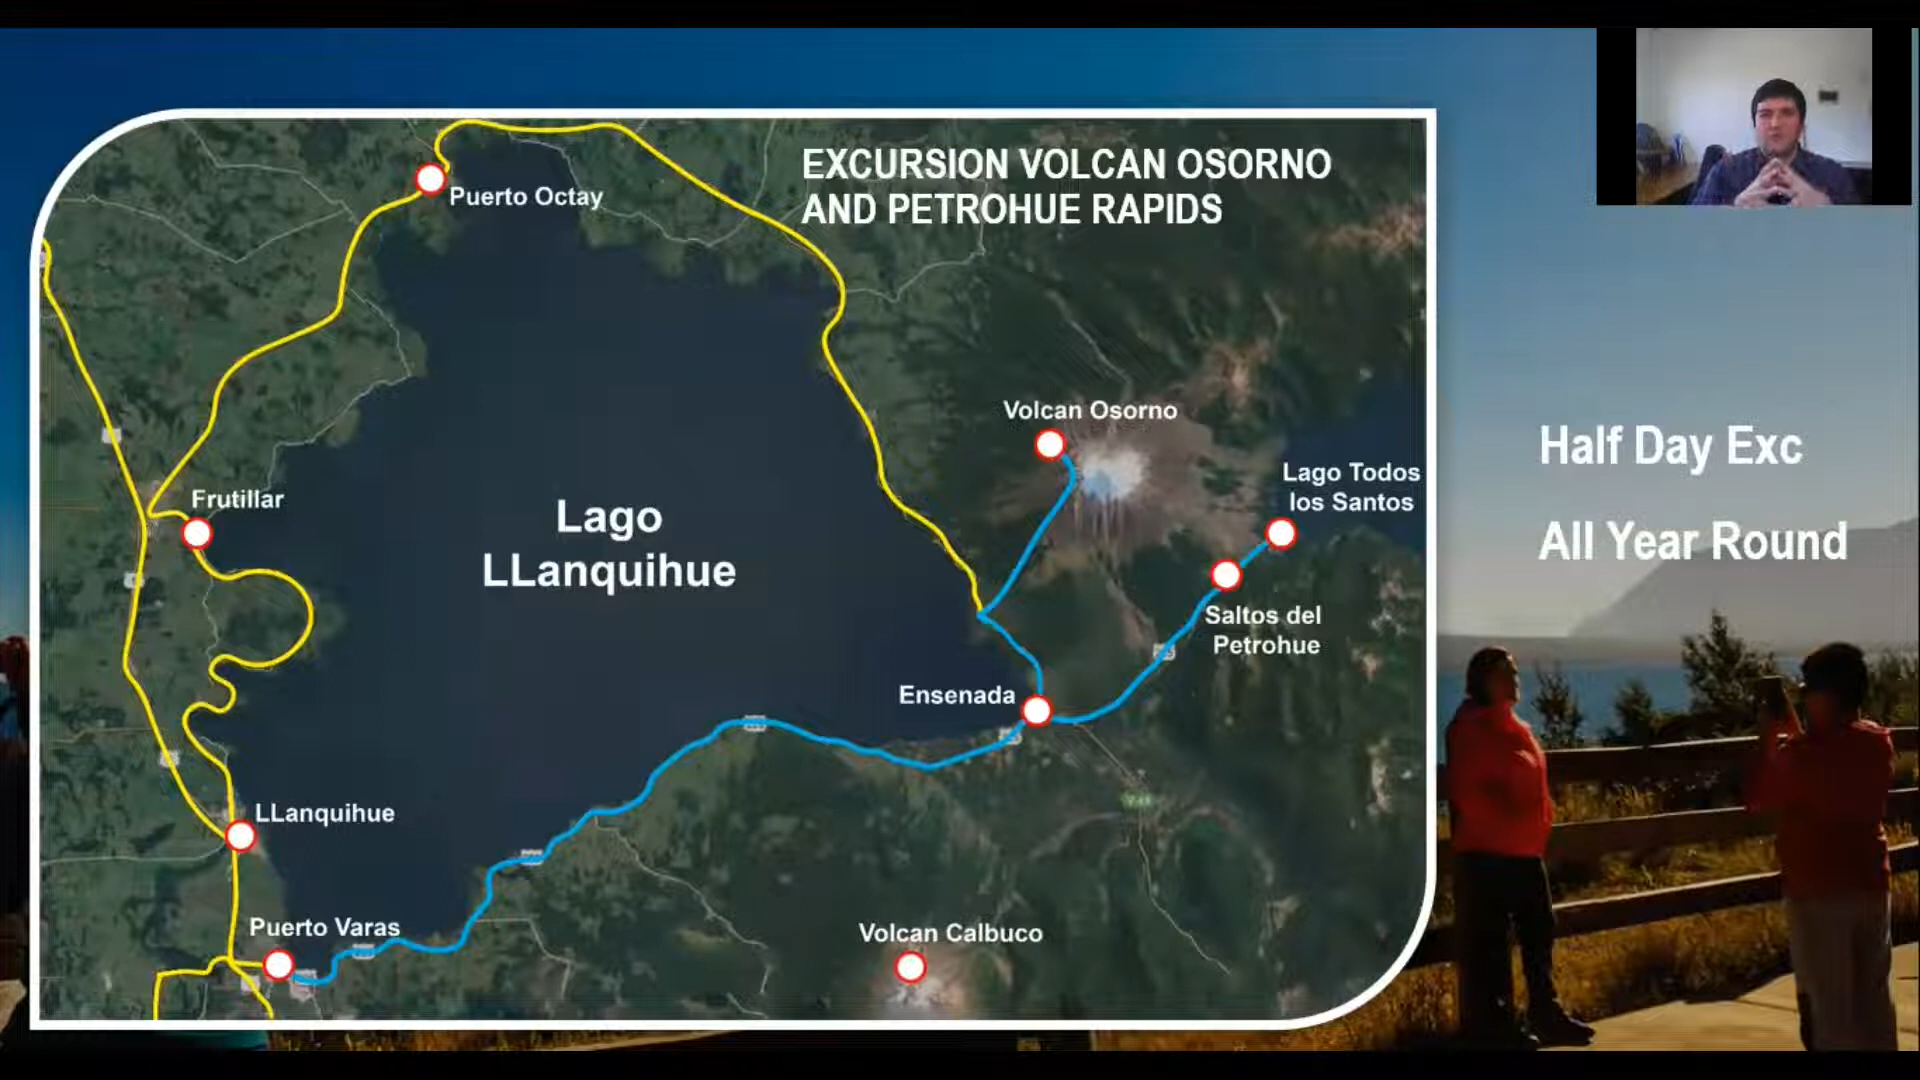 EXCURSION VOLCAN OSORNO
AND PETROHUE RAPIDS
Puerto Octay
Volcan Osorno
Lago Todos
los Santos
Frutillar
Lago
LLanquihue
Saltos del
Petrohue
Ensenada
LLanquihue
Puerto Varas
Volcan Calbuco
Half Day Exc
All Year Round